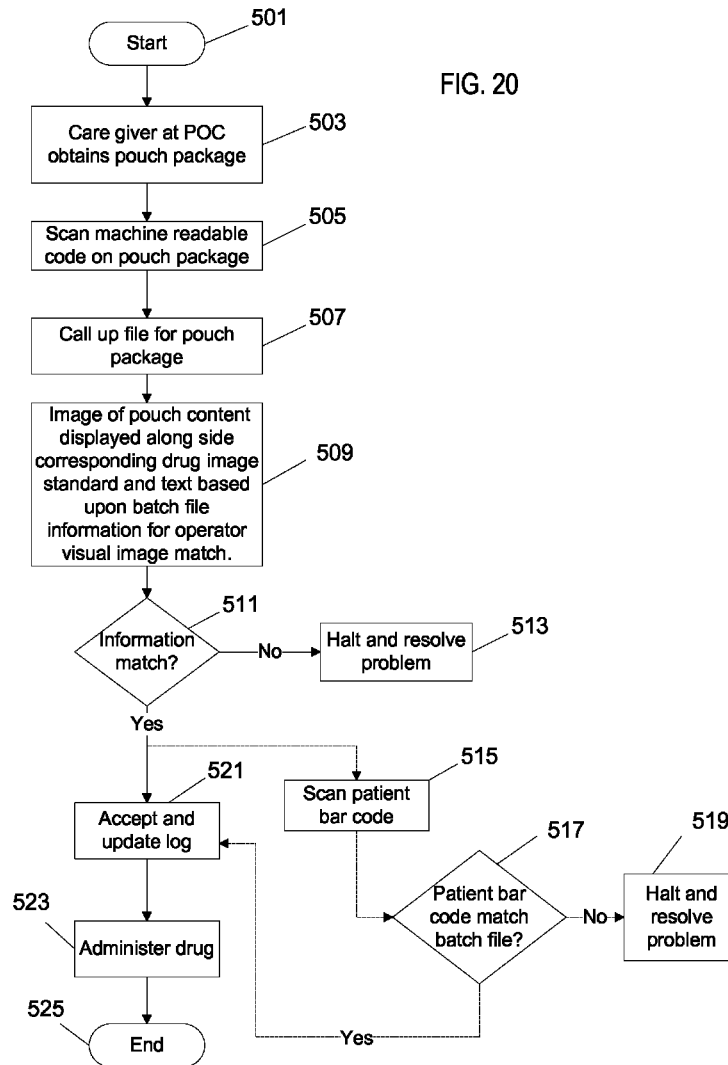 501
Start
FIG. 20
503
Care giver at POC
obtains pouch package
505
Scan machine readable
code on pouch package
507
Call up file for pouch
package
Image of pouch content
displayed along side
corresponding drug image
standard and text based
upon batch file
information for operator
visual image match.
509
511
Information
match?
No
Halt and resolve
problem
513
Yes
521
Accept and
update log
515
Scan patient
bar code
517
Patient bar
code match
batch file?
No
519
Halt and
resolve
problem
523
Administer drug
Yes
525
End